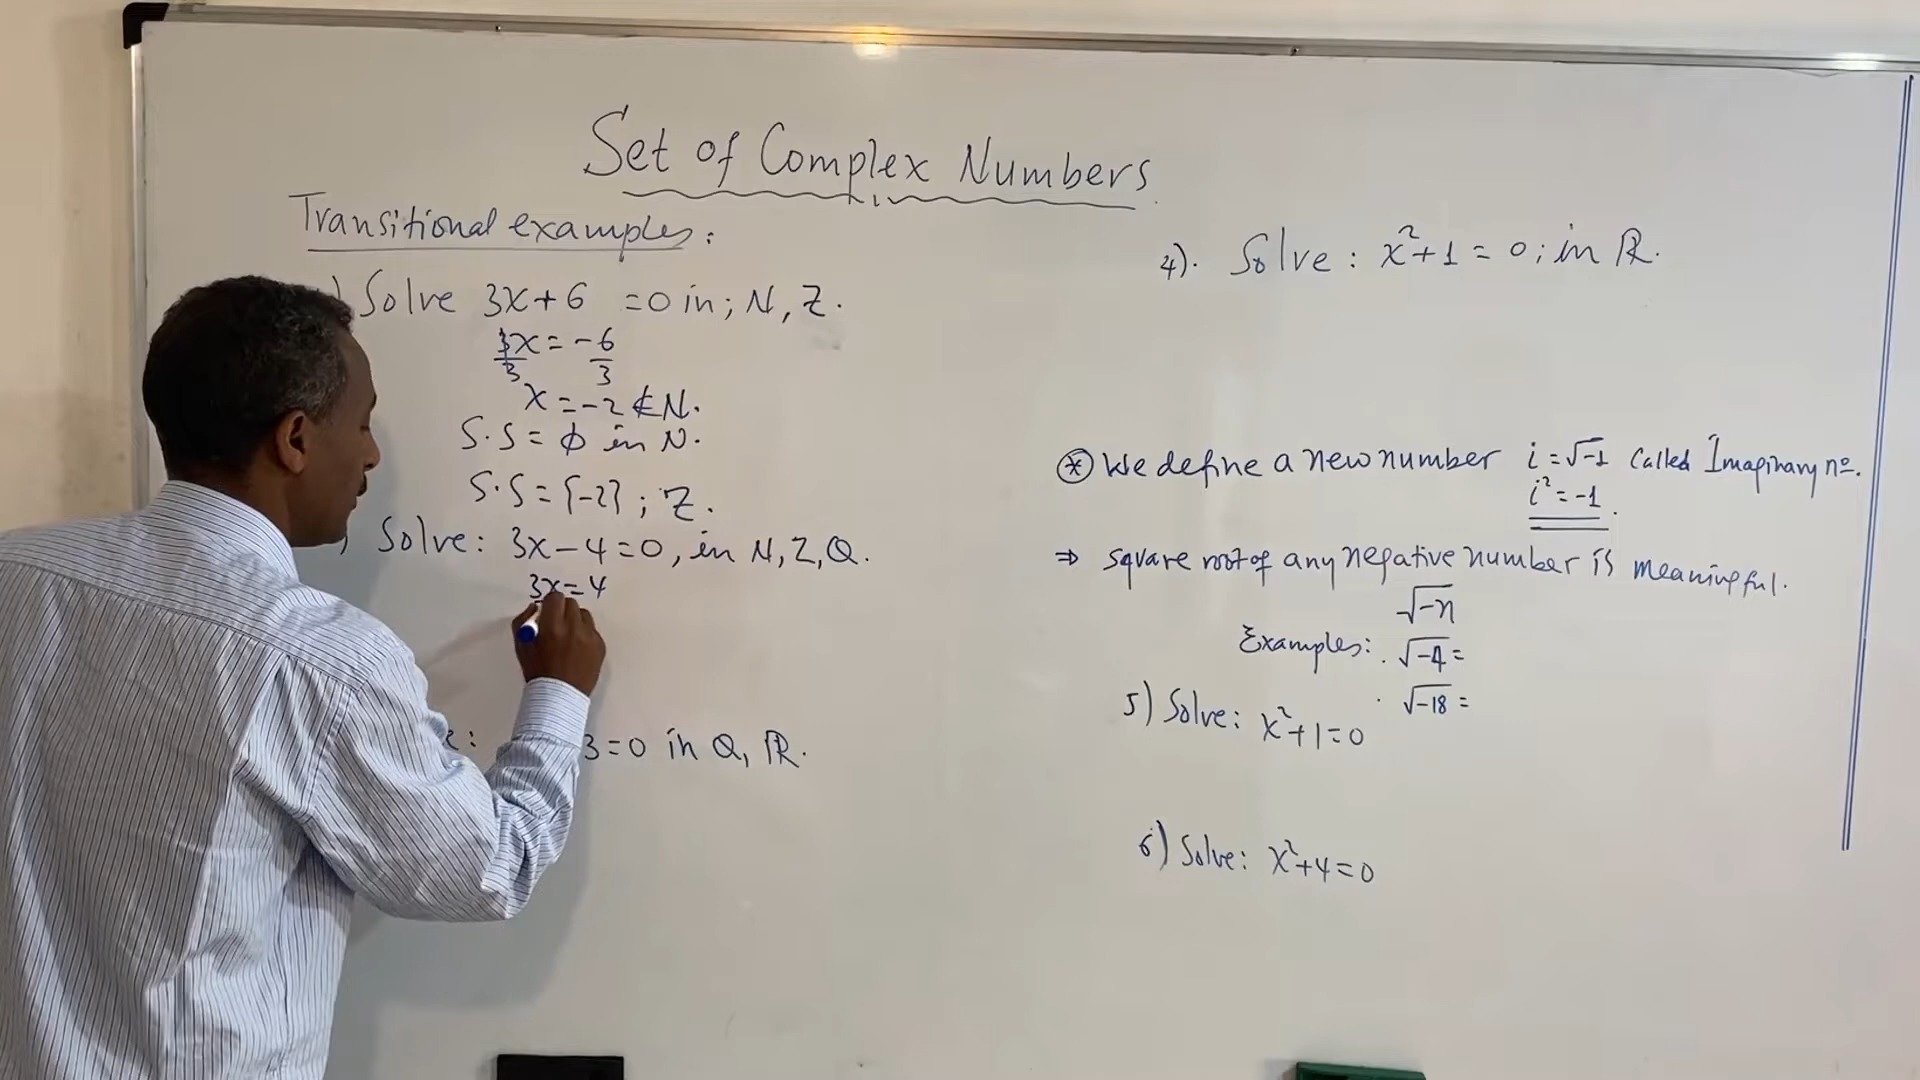 Set of Complex Numbers
Transitional examples:
) Solve 3x+6 =0 in; N, Z.
3x = -6
3 3
x = -2 ∉ N.
S.S = ϕ in N.
S.S = {-2} ; Z.
) Solve: 3x-4=0, in N, Z, Q.
3x=4
3=0 in Q, ℝ.
4). Solve: x²+1=0; in ℝ.
⊛ We define a new number i=√-1 called Imaginary no.
i²=-1.
⇒ square root of any negative number is meaningful.
√-n
Examples: . √-4=
. √-18=
5) Solve: x²+1=0
6) Solve: x²+4=0